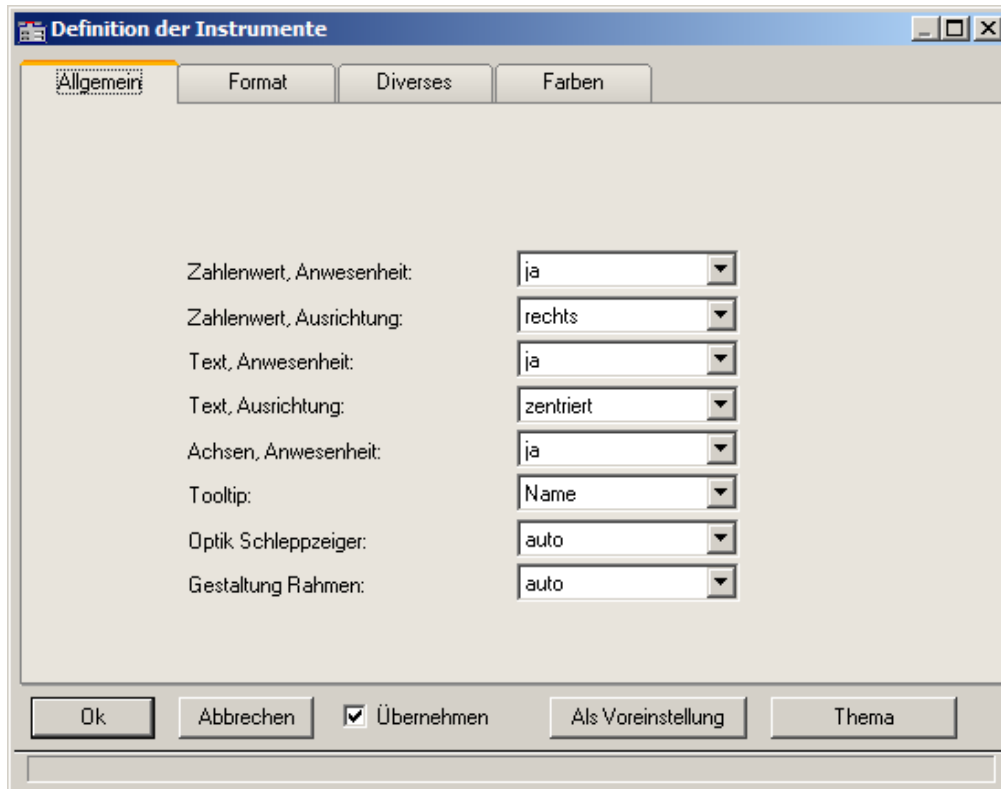 Definition der Instrumente
Allgemein Format Diverses Farben
Zahlenwert, Anwesenheit: ja
Zahlenwert, Ausrichtung: rechts
Text, Anwesenheit: ja
Text, Ausrichtung: zentriert
Achsen, Anwesenheit: ja
Tooltip: Name
Optik Schleppzeiger: auto
Gestaltung Rahmen: auto
Ok Abbrechen Übernehmen Als Voreinstellung Thema